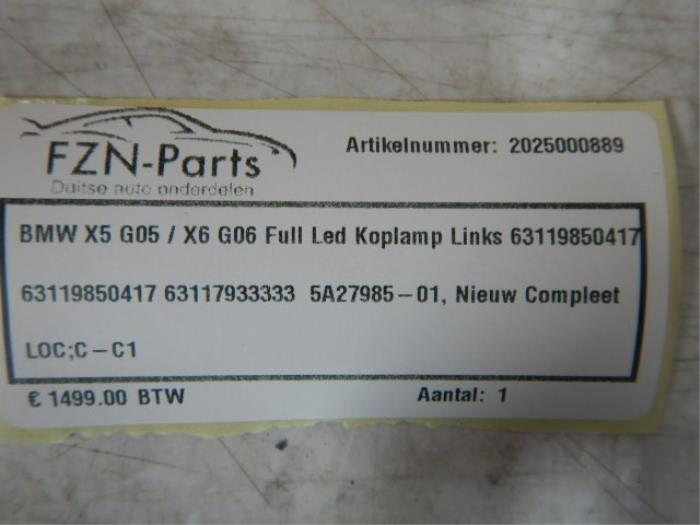 FZN-Parts
Duitse auto onderdelen
Artikelnummer: 2025000889
BMW X5 G05 / X6 G06 Full Led Koplamp Links 63119850417
63119850417 63117933333 5A27985-01, Nieuw Compleet
LOC;C-C1
€ 1499.00 BTW
Aantal: 1